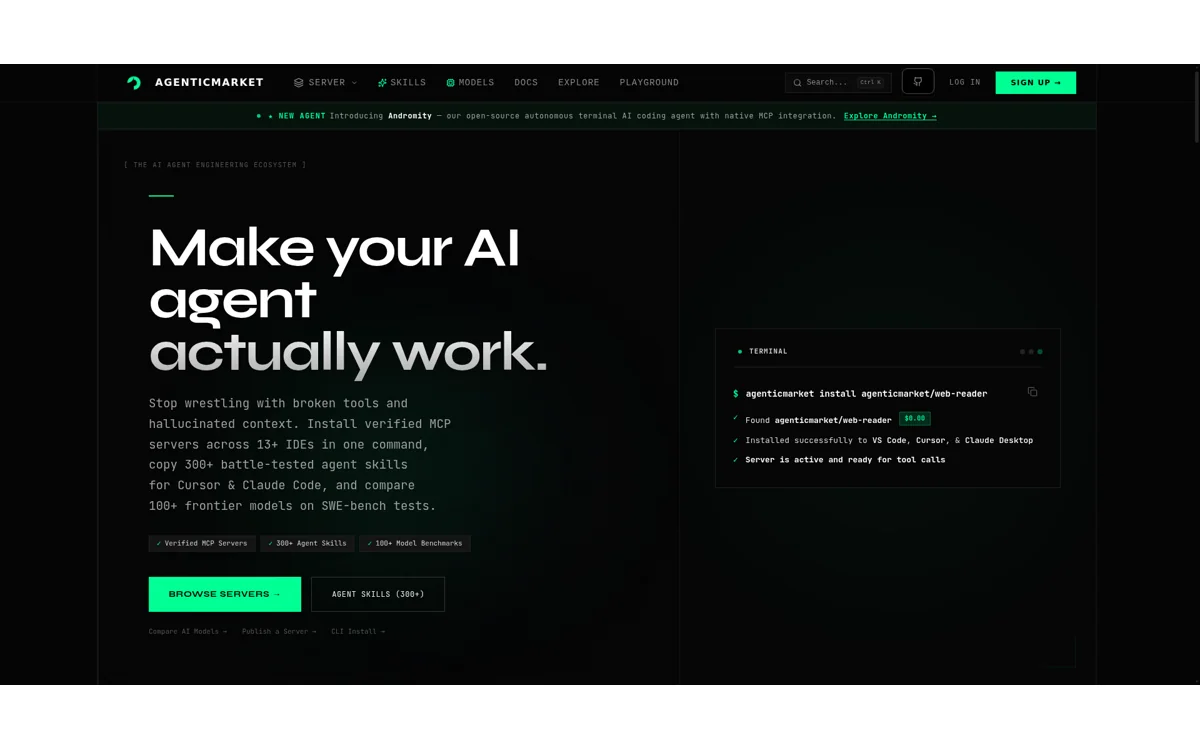 AGENTICMARKET SERVER SKILLS MODELS DOCS EXPLORE PLAYGROUND Search... Ctrl K LOG IN SIGN UP →
★ NEW AGENT Introducing Andromity — our open-source autonomous terminal AI coding agent with native MCP integration. Explore Andromity →
[ THE AI AGENT ENGINEERING ECOSYSTEM ]
Make your AI
agent
actually work.
Stop wrestling with broken tools and
hallucinated context. Install verified MCP
servers across 13+ IDEs in one command,
copy 300+ battle-tested agent skills
for Cursor & Claude Code, and compare
100+ frontier models on SWE-bench tests.
✓ Verified MCP Servers ✓ 300+ Agent Skills ✓ 100+ Model Benchmarks
BROWSE SERVERS → AGENT SKILLS (300+)
Compare AI Models → Publish a Server → CLI Install →
TERMINAL
$ agenticmarket install agenticmarket/web-reader
✓ Found agenticmarket/web-reader $0.00
✓ Installed successfully to VS Code, Cursor, & Claude Desktop
✓ Server is active and ready for tool calls